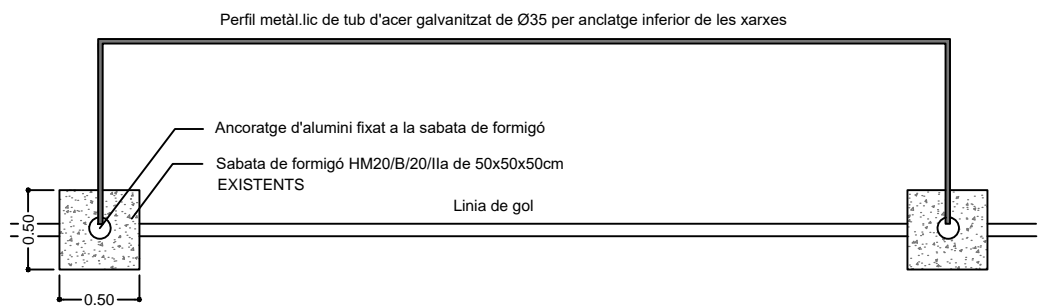 Perfil metàl.lic de tub d'acer galvanitzat de Ø35 per anclatge inferior de les xarxes
Ancoratge d'alumini fixat a la sabata de formigó
Sabata de formigó HM20/B/20/IIa de 50x50x50cm
EXISTENTS
Linia de gol
0.50
0.50